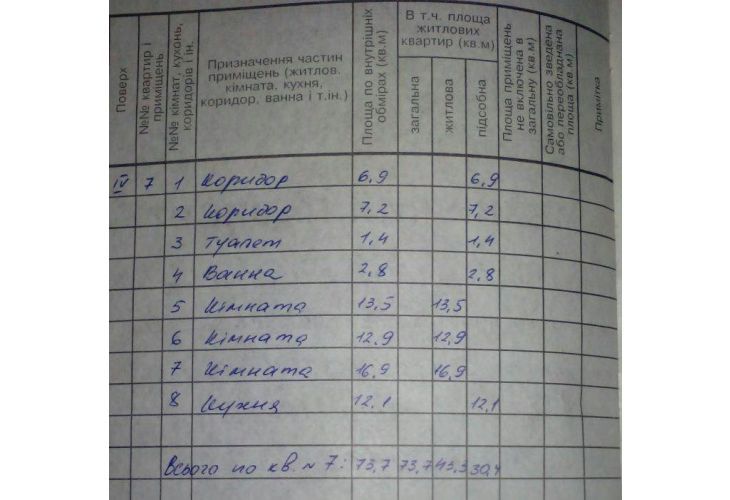 Поверх
№№ квартир і приміщень
№№ кімнат, кухонь, коридорів і ін.
Призначення частин приміщень (житлов. кімната, кухня, коридор, ванна і т.ін.)
Площа по внутрішніх обмірах (кв.м)
В т.ч. площа житлових квартир (кв.м)
загальна
житлова
підсобна
Площа приміщень не включена в загальну (кв.м)
Самовільно зведена або переобладнана площа (кв.м)
Примітка
IV 7 1 Коридор 6,9 6,9
2 Коридор 7,2 7,2
3 Туалет 1,4 1,4
4 Ванна 2,8 2,8
5 Кімната 13,5 13,5
6 Кімната 12,9 12,9
7 Кімната 16,9 16,9
8 Кухня 12,1 12,1
Всього по кв. № 7: 73,7 73,7 43,3 30,4